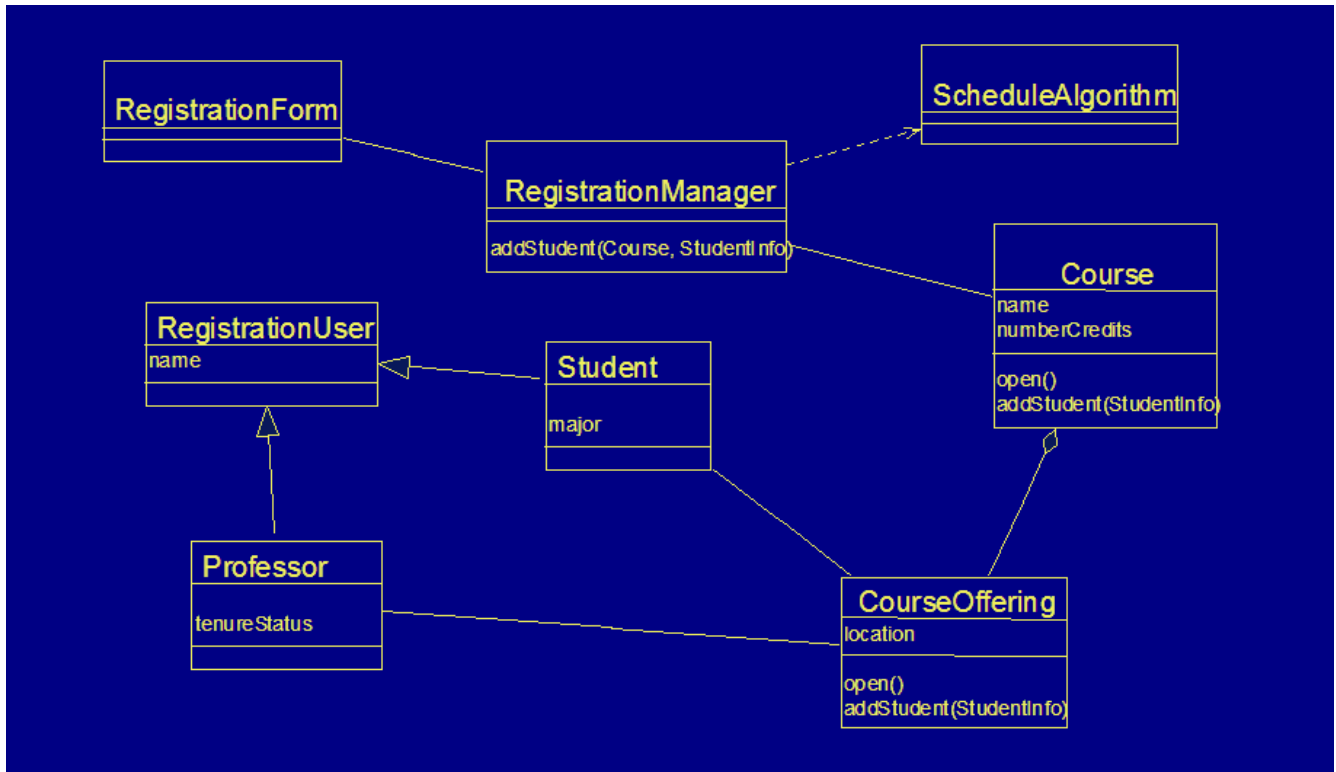 RegistrationForm
ScheduleAlgorithm
RegistrationManager
addStudent(Course, StudentInfo)
Course
name
numberCredits
open()
addStudent(StudentInfo)
RegistrationUser
name
Student
major
Professor
tenureStatus
CourseOffering
location
open()
addStudent(StudentInfo)